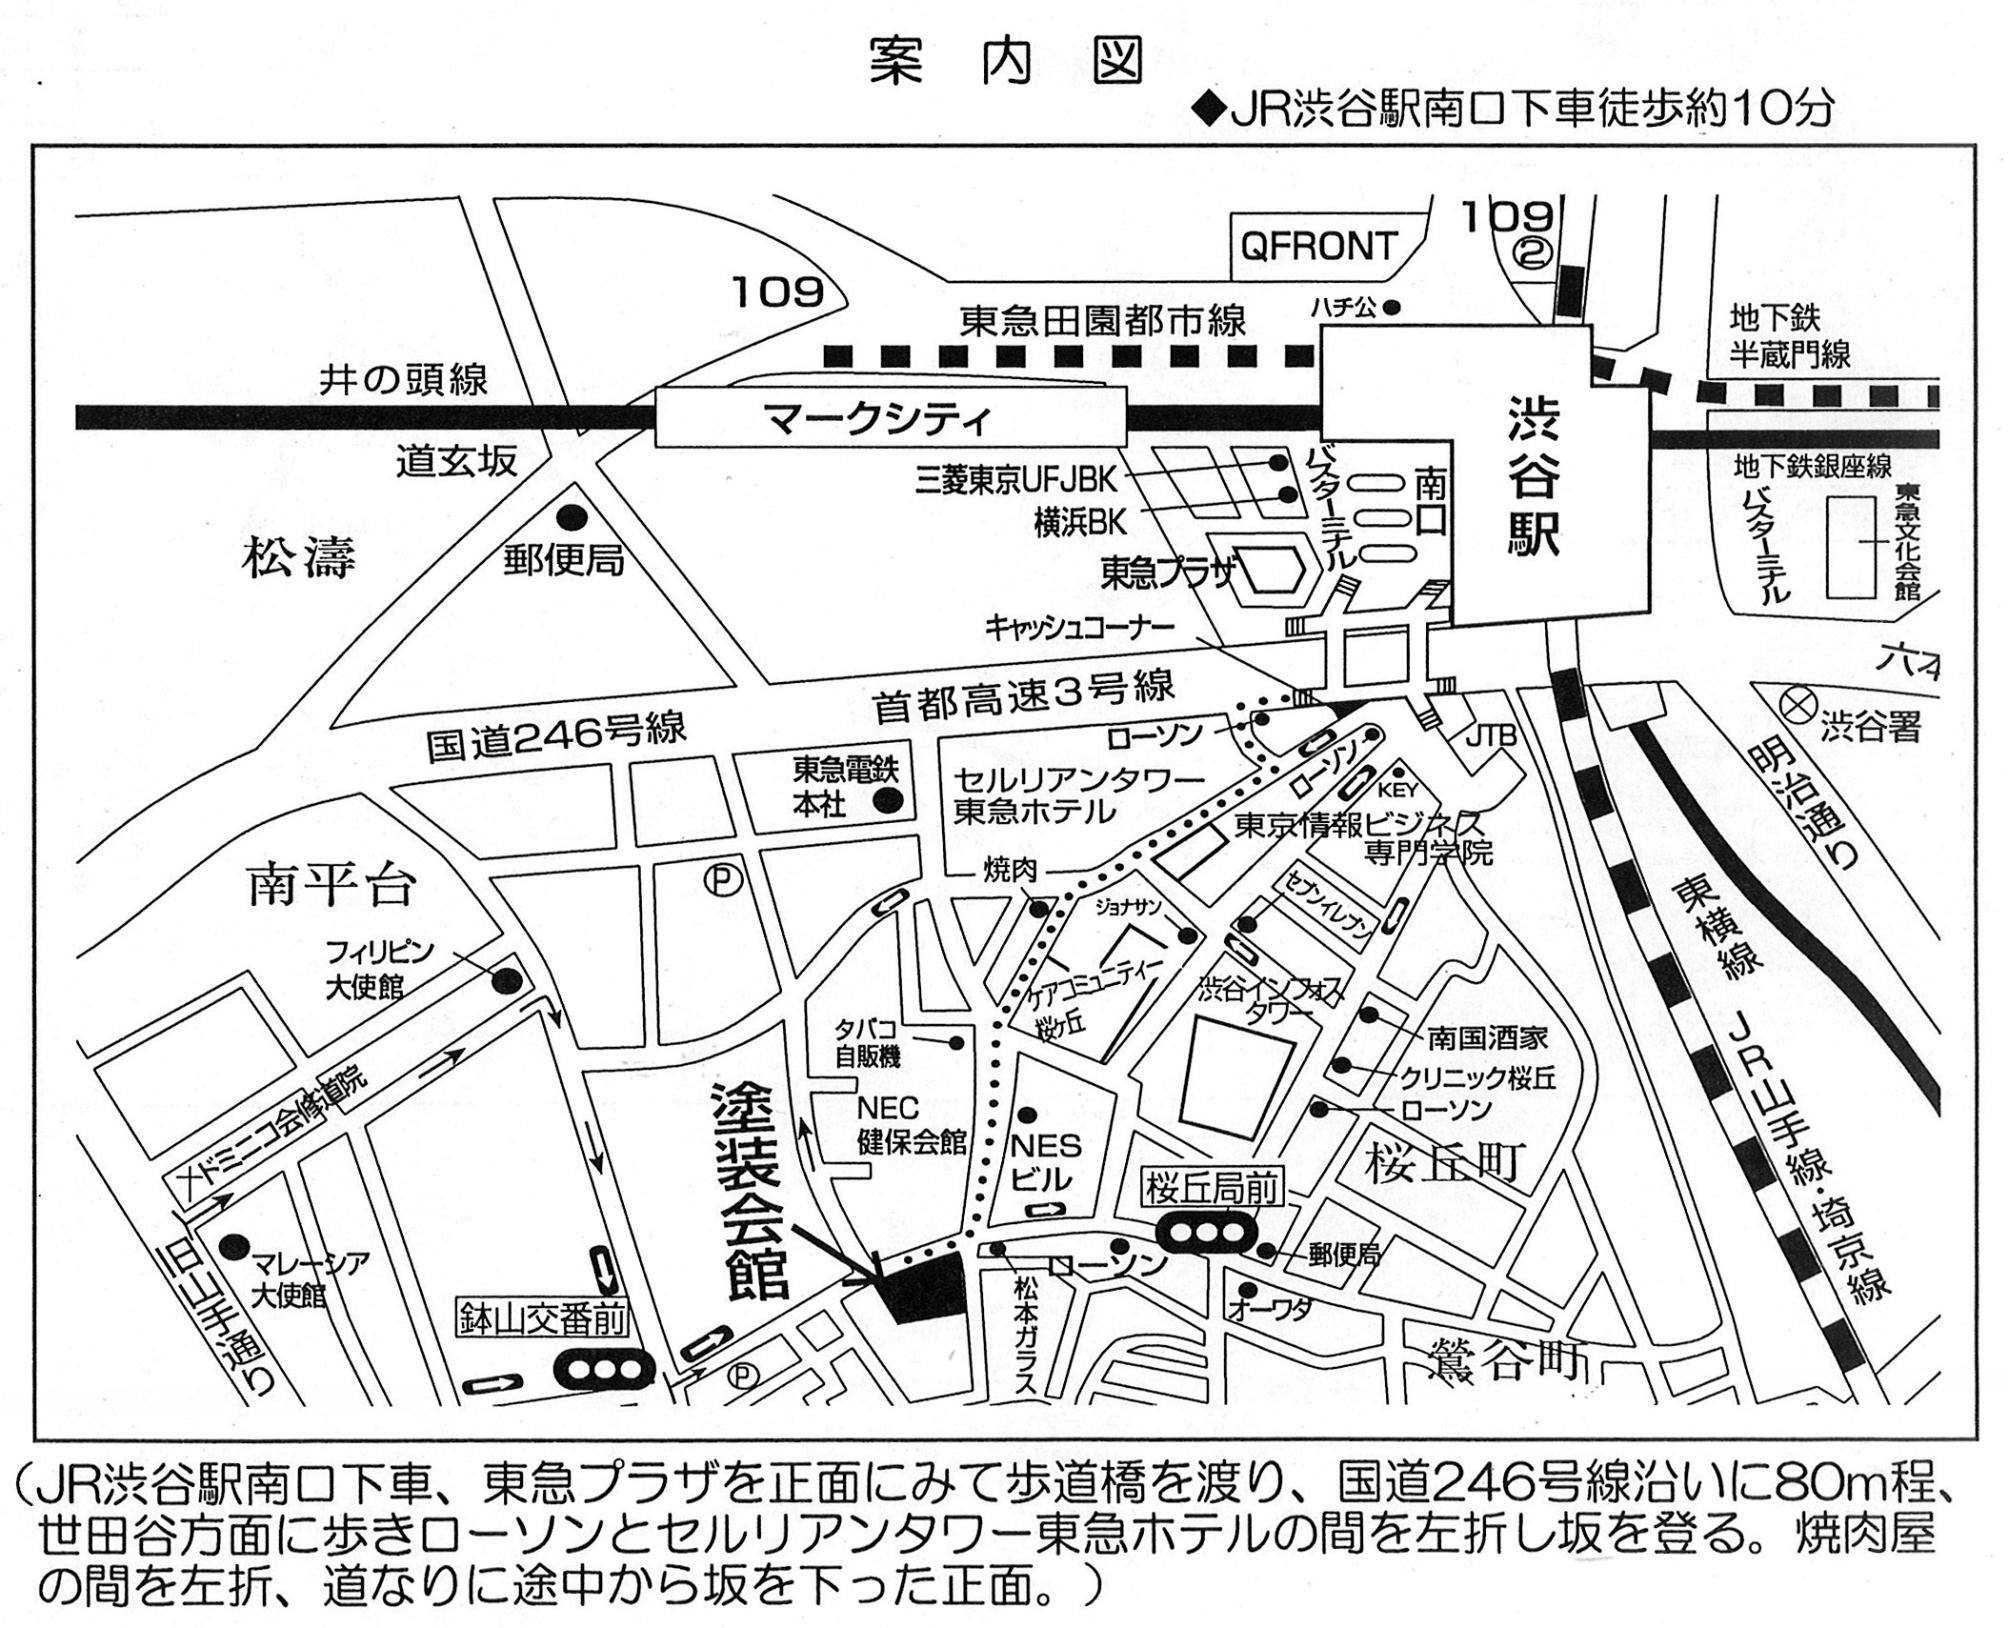 案内図
◆JR渋谷駅南口下車徒歩約10分
109
②
QFRONT
109
ハチ公
東急田園都市線
地下鉄
半蔵門線
井の頭線
マークシティ
渋谷駅
道玄坂
三菱東京UFJBK
横浜BK
バスターミナル
南口
地下鉄銀座線
バスターミナル
東急文化会館
松濤
郵便局
東急プラザ
キャッシュコーナー
六本
首都高速3号線
国道246号線
渋谷署
ローソン
JTB
ローソン
明治通り
東急電鉄
本社
セルリアンタワー
東急ホテル
KEY
東京情報ビジネス
専門学院
南平台
P
焼肉
ジョナサン
セブンイレブン
東横線
フィリピン
大使館
ケアコミュニティー
桜ケ丘
渋谷インフォス
タワー
タバコ
自販機
南国酒家
クリニック桜丘
ローソン
JR山手線・埼京線
ドミニコ会修道院
塗装会館
NEC
健保会館
NES
ビル
桜丘町
桜丘局前
旧山手通り
マレーシア
大使館
ローソン
郵便局
松本ガラス
オーワダ
鉢山交番前
P
鶯谷町
（JR渋谷駅南口下車、東急プラザを正面にみて歩道橋を渡り、国道246号線沿いに80m程、
世田谷方面に歩きローソンとセルリアンタワー東急ホテルの間を左折し坂を登る。焼肉屋
の間を左折、道なりに途中から坂を下った正面。）